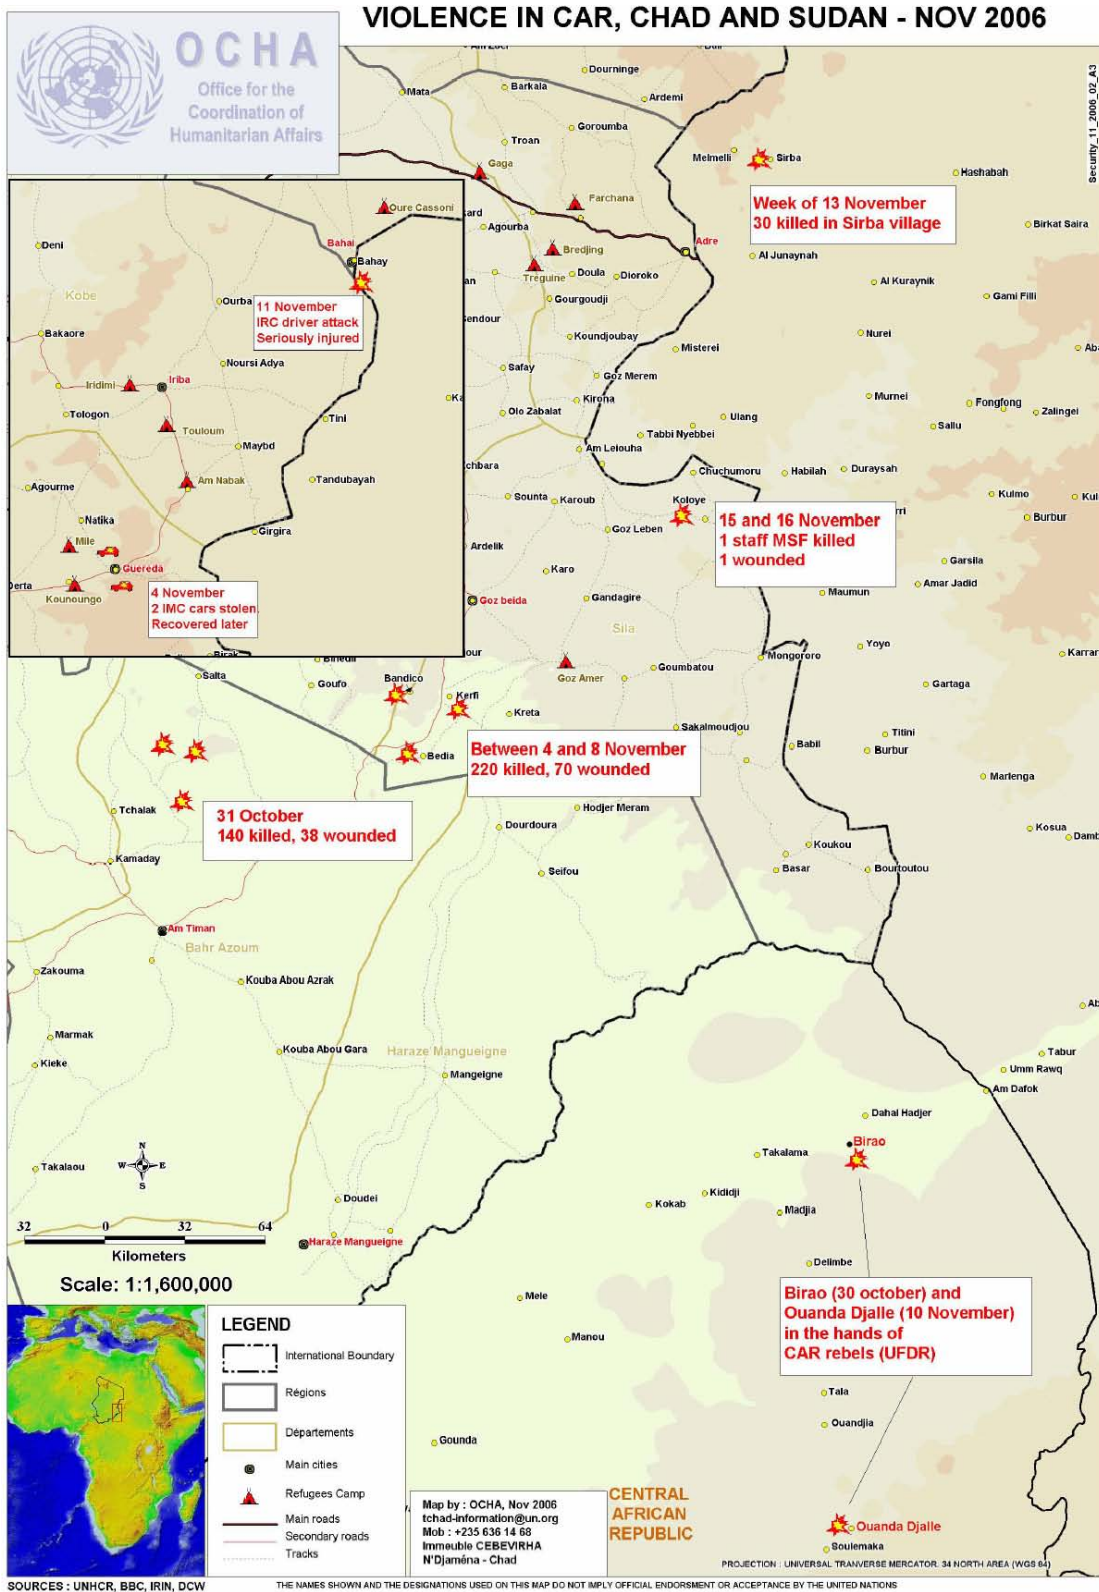 VIOLENCE IN CAR, CHAD AND SUDAN - NOV 2006
OCHA
Office for the
Coordination of
Humanitarian Affairs
Security_11_2006_02_A3
Dourninge
Mata
Barkala
Ardemi
Goroumba
Troan
Melmelli
Sirba
Gaga
Hashabah
Week of 13 November
30 killed in Sirba village
Farchana
Birkat Saira
Agourba
Adre
Bredjing
Al Junaynah
Treguine
Doula
Dioroko
Al Kuraynik
Gourgoudji
Gami Filli
Koundjoubay
Nurei
Misterei
Safay
Goz Merem
Murnei
Kirona
Fongfong
Olo Zabalat
Ulang
Zalingei
Sallu
Tabbi Nyebbei
Am Leiouha
Chuchumoru
Habilah
Duraysah
Sounta
Karoub
Koloye
Kulmo
Burbur
15 and 16 November
1 staff MSF killed
1 wounded
Goz Leben
Ardelik
Garsila
Karo
Amar Jadid
Maumun
Goz beida
Gandagire
Sila
Yoyo
Mongororo
Goz Amer
Goumbatou
Gartaga
Oure Cassoni
Bahai
Bahay
Deni
Kobe
Ourba
11 November
IRC driver attack
Seriously injured
Bakaore
Noursi Adya
Iridimi
Iriba
Tologon
Touloum
Tini
Maybd
Am Nabak
Tandubayah
Agourme
Natika
Girgira
Mile
Guereda
Kounoungo
4 November
2 IMC cars stolen
Recovered later
Birak
Salta
Goufo
Bandico
Kerfi
Kreta
Sakalmoudjou
Babil
Titini
Burbur
Bedia
Between 4 and 8 November
220 killed, 70 wounded
Marlenga
Tchalak
31 October
140 killed, 38 wounded
Hodjer Meram
Dourdoura
Kosua
Koukou
Kamaday
Seifou
Basar
Bourtoutou
Am Timan
Bahr Azoum
Zakouma
Kouba Abou Azrak
Marmak
Kouba Abou Gara
Haraze Mangueigne
Kieke
Mangeigne
Tabur
Umm Rawq
Am Dafok
Dahal Hadjer
Birao
Takalama
Takalaou
N
W E
S
Doudei
Kididji
Kokab
Madjia
Haraze Mangueigne
32 0 32 64
Kilometers
Scale: 1:1,600,000
Delimbe
Mele
Birao (30 october) and
Ouanda Djalle (10 November)
in the hands of
CAR rebels (UFDR)
Manou
Tala
Ouandjia
Gounda
LEGEND
International Boundary
Régions
Départements
Main cities
Refugees Camp
Main roads
Secondary roads
Tracks
Map by : OCHA, Nov 2006
tchad-information@un.org
Mob : +235 636 14 68
Immeuble CEBEVIRHA
N'Djaména - Chad
CENTRAL
AFRICAN
REPUBLIC
Ouanda Djalle
Soulemaka
PROJECTION : UNIVERSAL TRANVERSE MERCATOR. 34 NORTH AREA (WGS 84)
SOURCES : UNHCR, BBC, IRIN, DCW
THE NAMES SHOWN AND THE DESIGNATIONS USED ON THIS MAP DO NOT IMPLY OFFICIAL ENDORSMENT OR ACCEPTANCE BY THE UNITED NATIONS